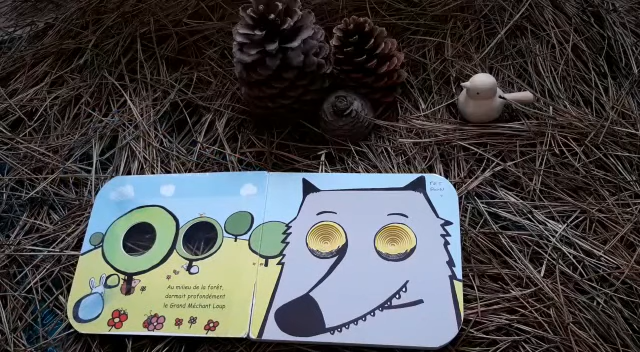 Au milieu de la forêt,
dormait profondément
le Grand Méchant Loup